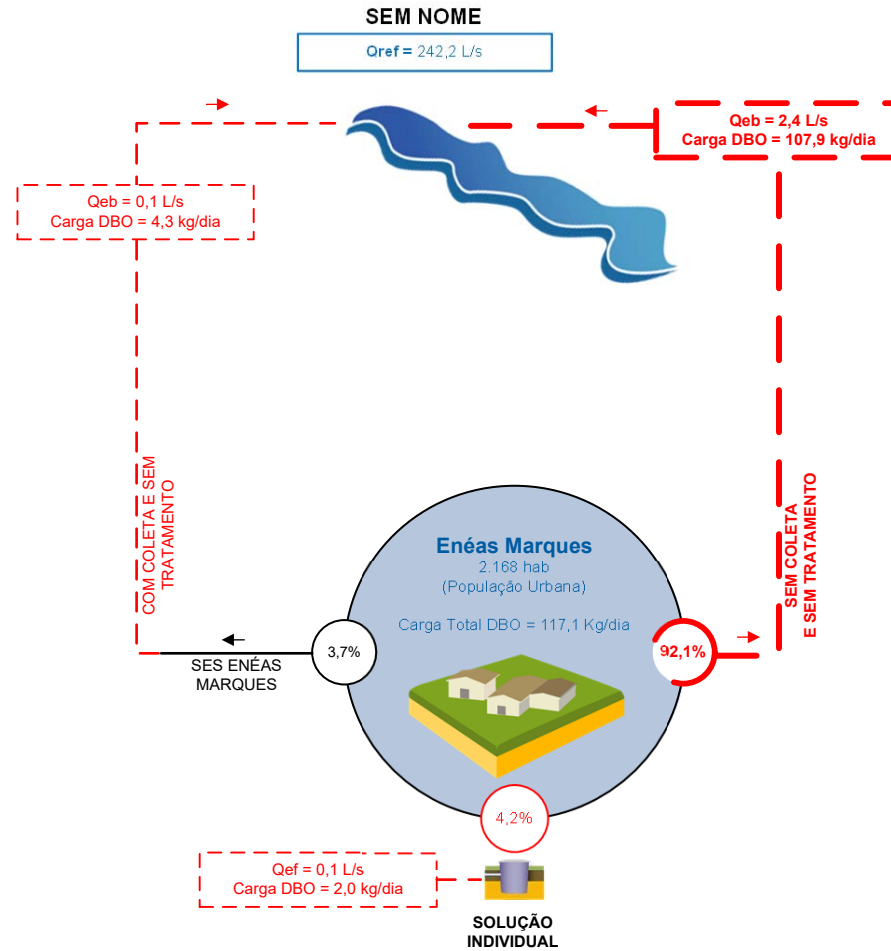 SEM NOME
Qref = 242,2 L/s
Qeb = 2,4 L/s
Carga DBO = 107,9 kg/dia
Qeb = 0,1 L/s
Carga DBO = 4,3 kg/dia
COM COLETA E SEM
TRATAMENTO
SEM COLETA
E SEM TRATAMENTO
Enéas Marques
2.168 hab
(População Urbana)
Carga Total DBO = 117,1 Kg/dia
3,7%
92,1%
SES ENÉAS
MARQUES
4,2%
Qef = 0,1 L/s
Carga DBO = 2,0 kg/dia
SOLUÇÃO
INDIVIDUAL